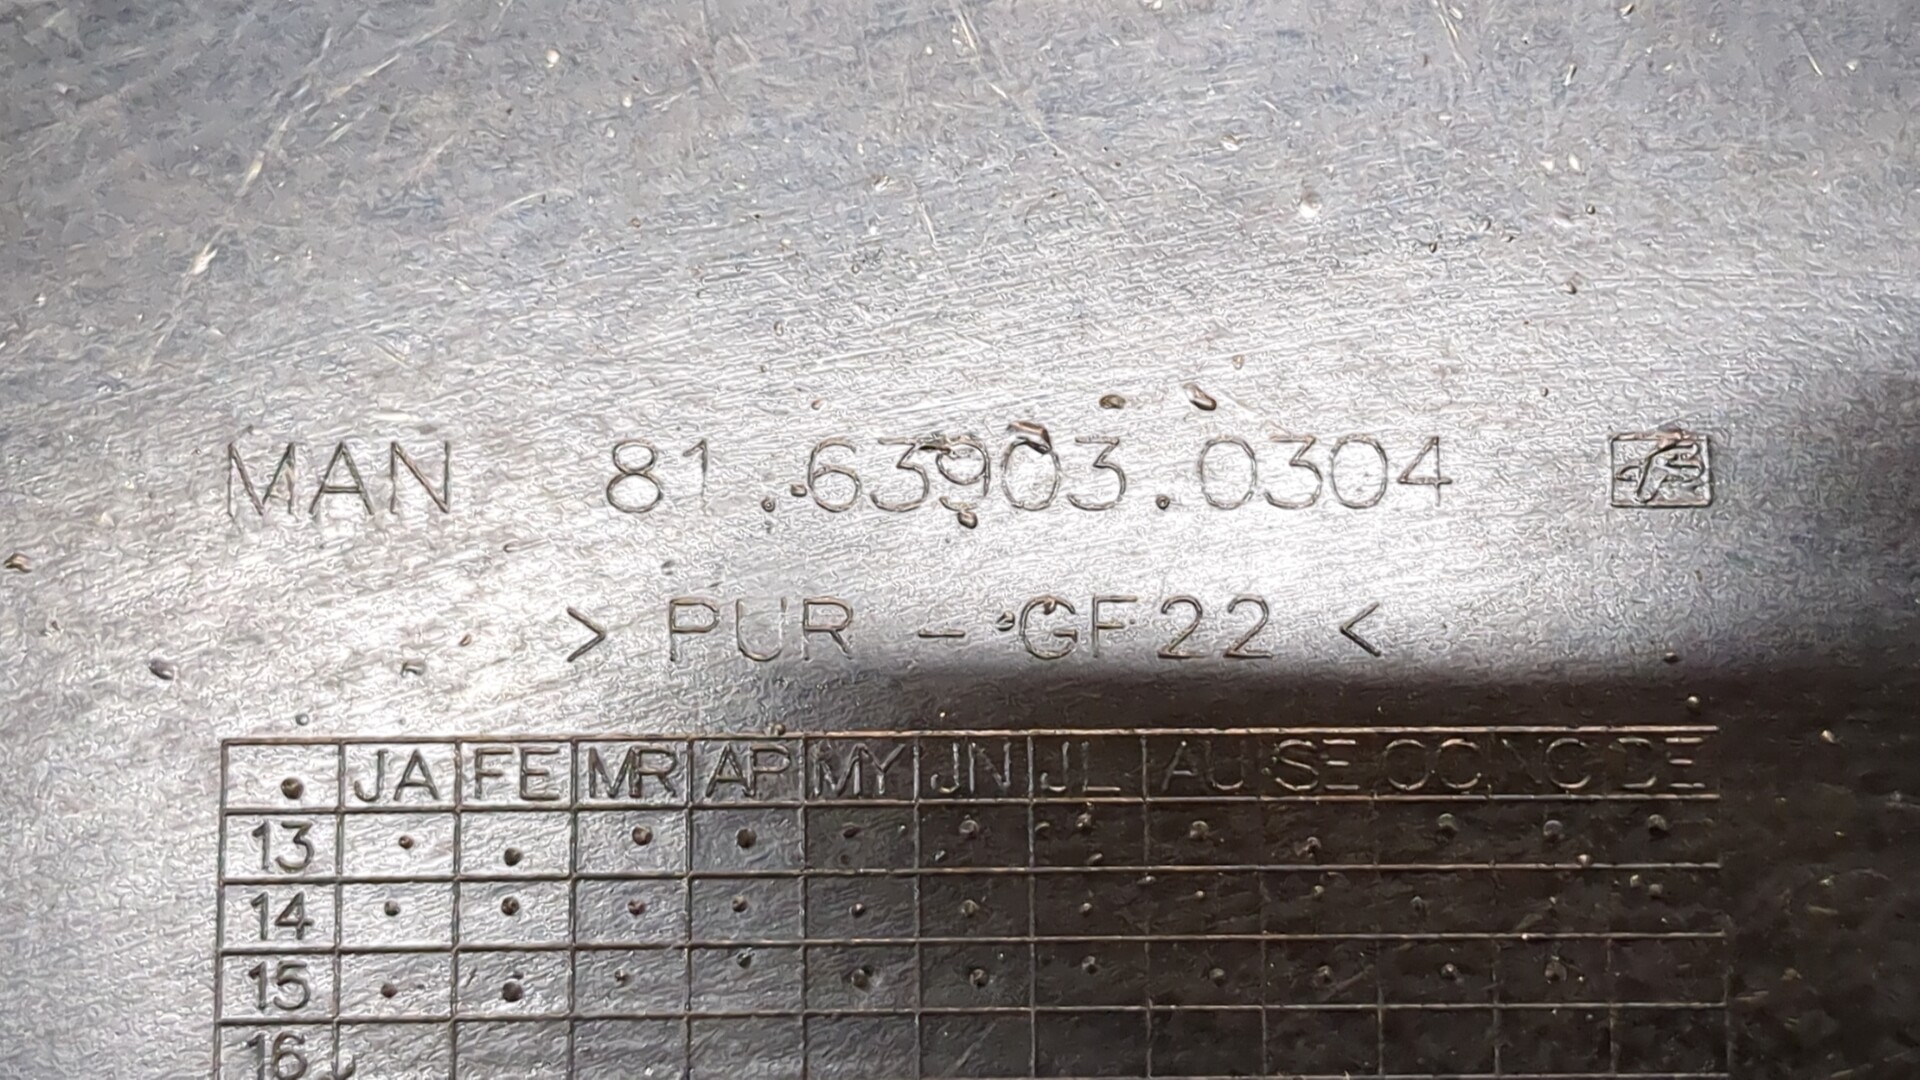 MAN 81.63903.0304
> PUR - GF22 <
JA FE MR AP MY JN JL AU SE OC NO DE
13
14
15
16